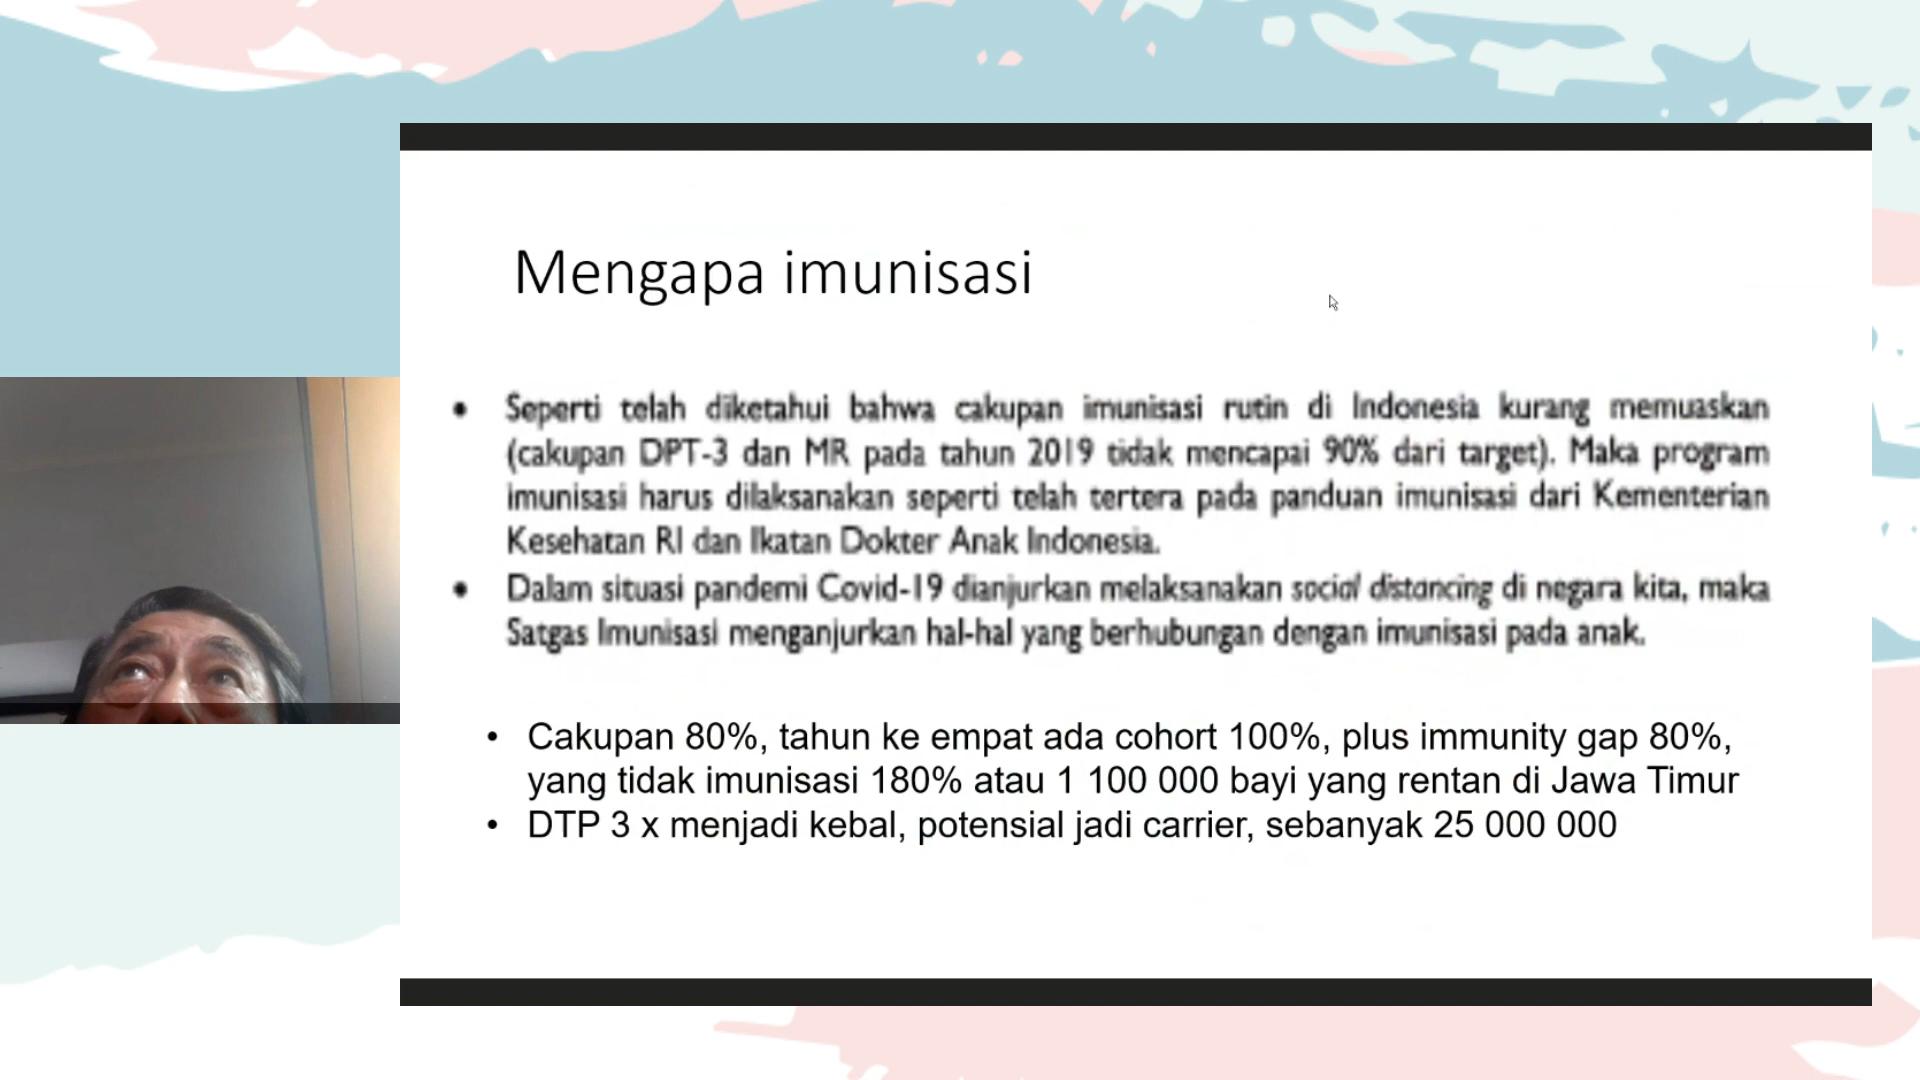 Mengapa imunisasi
• Seperti telah diketahui bahwa cakupan imunisasi rutin di Indonesia kurang memuaskan
(cakupan DPT-3 dan MR pada tahun 2019 tidak mencapai 90% dari target). Maka program
imunisasi harus dilaksanakan seperti telah tertera pada panduan imunisasi dari Kementerian
Kesehatan RI dan Ikatan Dokter Anak Indonesia.
• Dalam situasi pandemi Covid-19 dianjurkan melaksanakan social distancing di negara kita, maka
Satgas Imunisasi menganjurkan hal-hal yang berhubungan dengan imunisasi pada anak.
• Cakupan 80%, tahun ke empat ada cohort 100%, plus immunity gap 80%,
yang tidak imunisasi 180% atau 1 100 000 bayi yang rentan di Jawa Timur
• DTP 3 x menjadi kebal, potensial jadi carrier, sebanyak 25 000 000